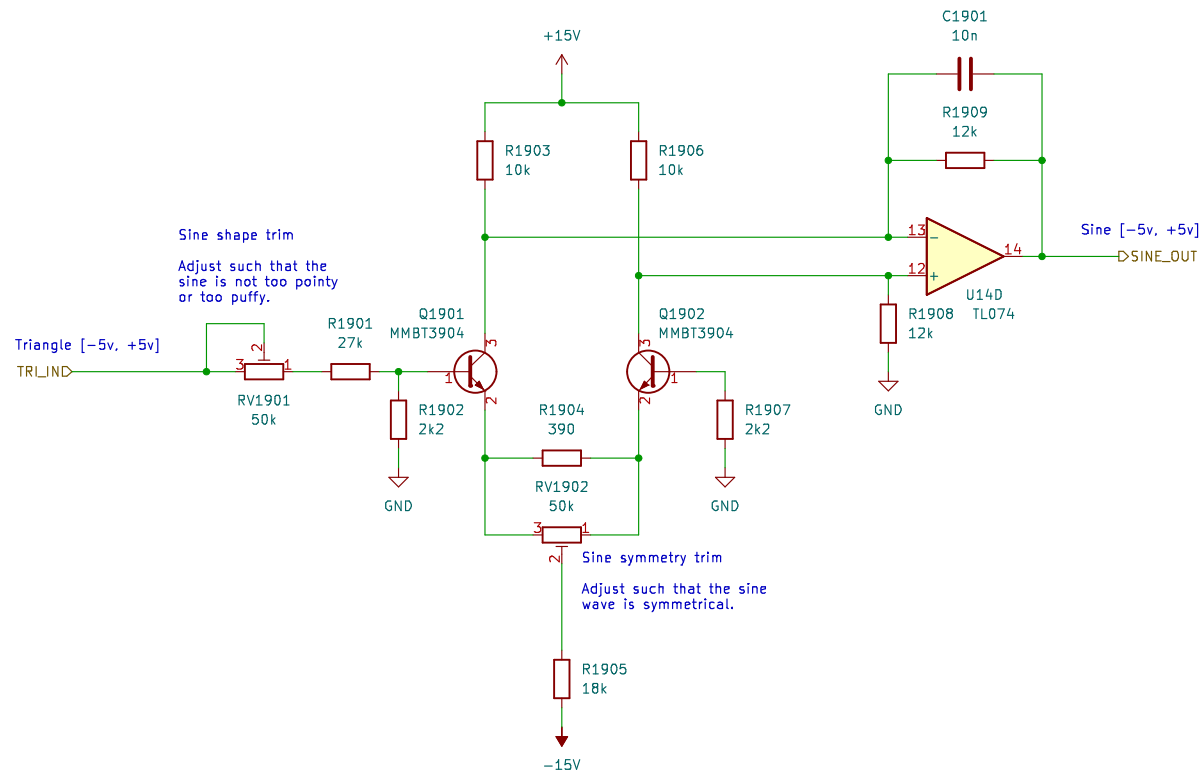 C1901
10n
+15V
R1909
12k
R1903
10k
R1906
10k
13
14
12
Sine [-5v, +5v]
SINE_OUT
U14D
TL074
R1908
12k
GND
Sine shape trim
Adjust such that the
sine is not too pointy
or too puffy.
Triangle [-5v, +5v]
TRI_IN
2
3
1
RV1901
50k
R1901
27k
Q1901
MMBT3904
3
1
2
Q1902
MMBT3904
3
1
2
R1902
2k2
GND
R1904
390
R1907
2k2
GND
RV1902
50k
3
1
2
Sine symmetry trim
Adjust such that the sine
wave is symmetrical.
R1905
18k
-15V